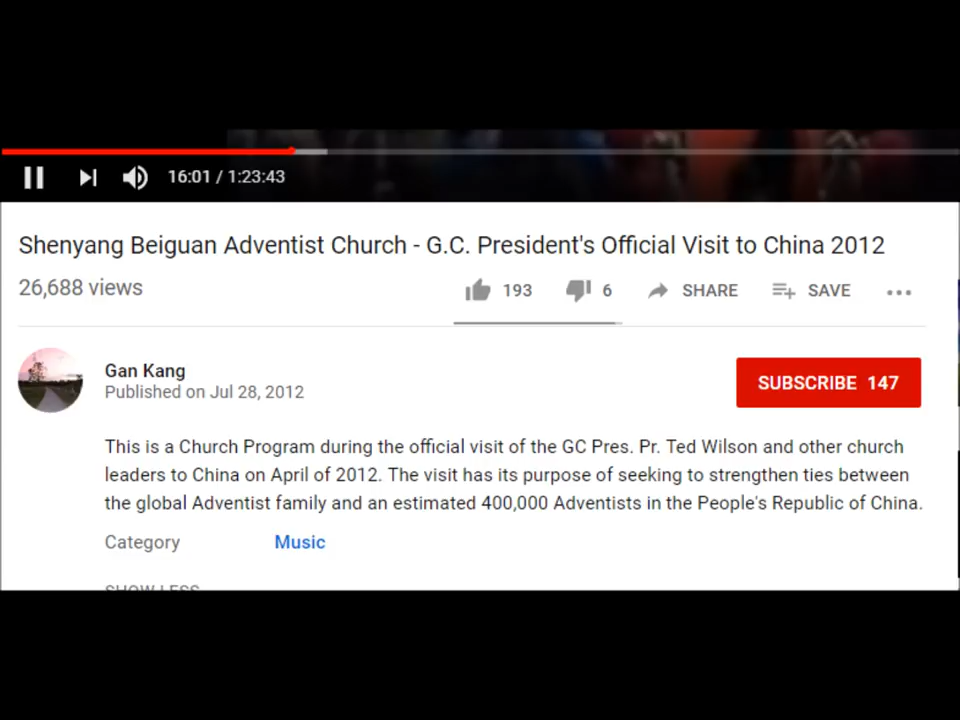 16:01 / 1:23:43
Shenyang Beiguan Adventist Church - G.C. President's Official Visit to China 2012
26,688 views 193 6 SHARE SAVE
Gan Kang
Published on Jul 28, 2012
SUBSCRIBE 147
This is a Church Program during the official visit of the GC Pres. Pr. Ted Wilson and other church
leaders to China on April of 2012. The visit has its purpose of seeking to strengthen ties between
the global Adventist family and an estimated 400,000 Adventists in the People's Republic of China.
Category Music
SHOW LESS